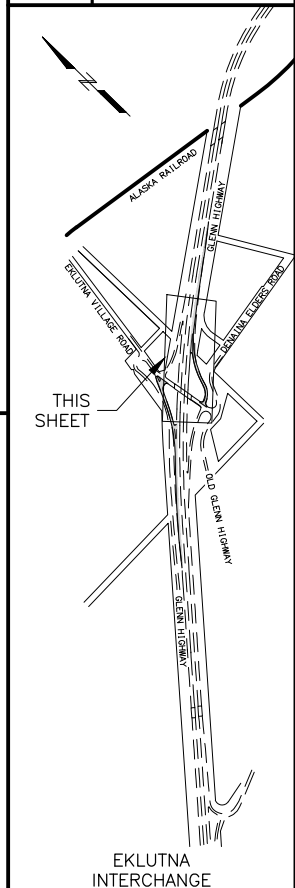 N
ALASKA RAILROAD
GLENN HIGHWAY
EKLUTNA VILLAGE ROAD
DENAINA ELDERS ROAD
THIS
SHEET
OLD GLENN HIGHWAY
GLENN HIGHWAY
EKLUTNA
INTERCHANGE